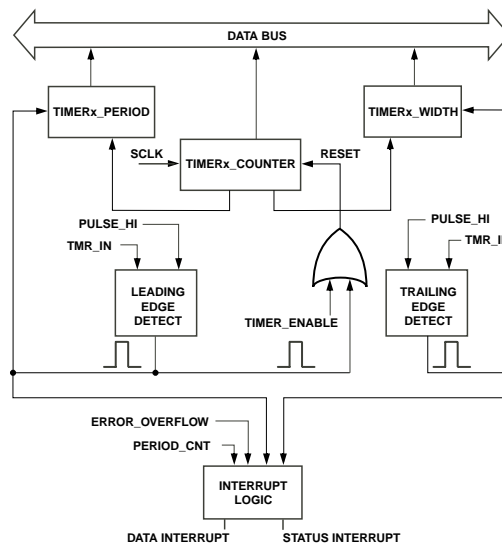 DATA BUS
TIMERx_PERIOD
TIMERx_WIDTH
SCLK
TIMERx_COUNTER
RESET
PULSE_HI
TMR_IN
PULSE_HI
LEADING
EDGE
DETECT
TIMER_ENABLE
TRAILING
EDGE
DETECT
ERROR_OVERFLOW
PERIOD_CNT
INTERRUPT
LOGIC
DATA INTERRUPT
STATUS INTERRUPT